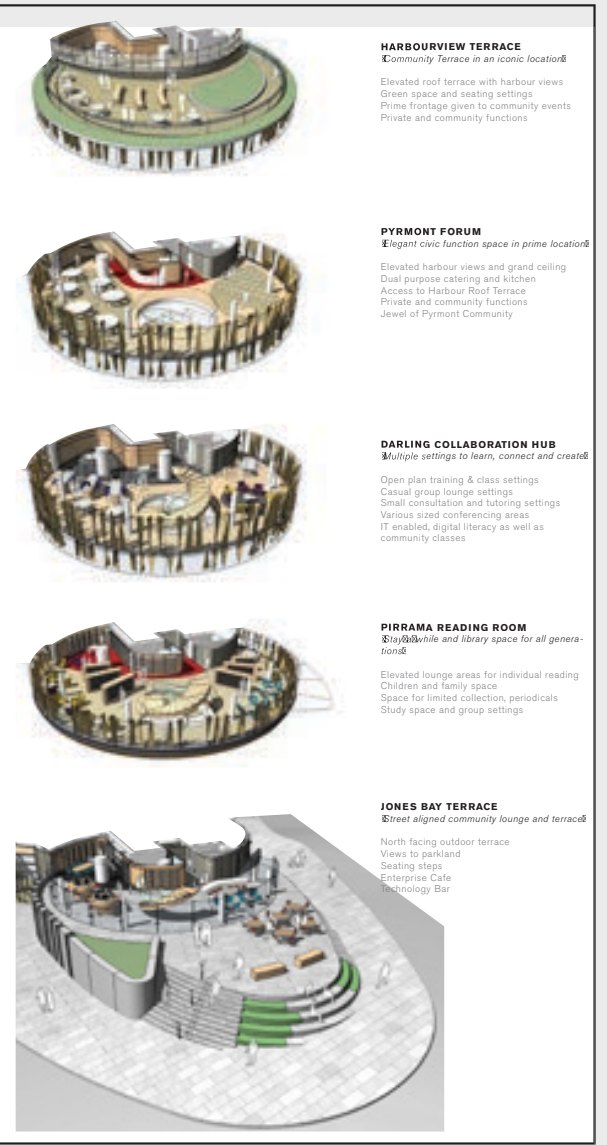 HARBOURVIEW TERRACE
Community Terrace in an iconic location
Elevated roof terrace with harbour views
Green space and seating settings
Prime frontage given to community events
Private and community functions
PYRMONT FORUM
Elegant civic function space in prime location
Elevated harbour views and grand ceiling
Dual purpose catering and kitchen
Access to Harbour Roof Terrace
Private and community functions
Jewel of Pyrmont Community
DARLING COLLABORATION HUB
Multiple settings to learn, connect and create
Open plan training & class settings
Casual group lounge settings
Small consultation and tutoring settings
Various sized conferencing areas
IT enabled, digital literacy as well as
community classes
PIRRAMA READING ROOM
Stay while and library space for all genera-
tions
Elevated lounge areas for individual reading
Children and family space
Space for limited collection, periodicals
Study space and group settings
JONES BAY TERRACE
Street aligned community lounge and terrace
North facing outdoor terrace
Views to parkland
Seating steps
Enterprise Cafe
Technology Bar